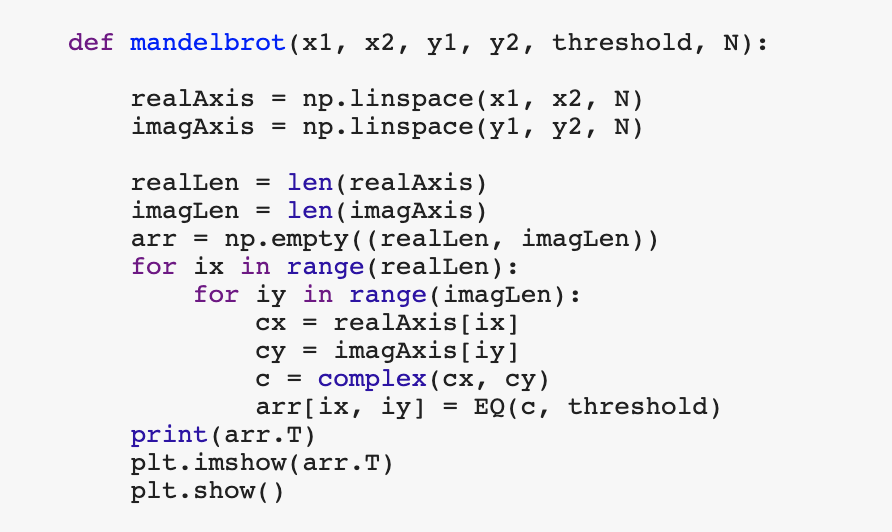 def mandelbrot(x1, x2, y1, y2, threshold, N):
    realAxis = np.linspace(x1, x2, N)
    imagAxis = np.linspace(y1, y2, N)
    realLen = len(realAxis)
    imagLen = len(imagAxis)
    arr = np.empty((realLen, imagLen))
    for ix in range(realLen):
        for iy in range(imagLen):
            cx = realAxis[ix]
            cy = imagAxis[iy]
            c = complex(cx, cy)
            arr[ix, iy] = EQ(c, threshold)
    print(arr.T)
    plt.imshow(arr.T)
    plt.show()